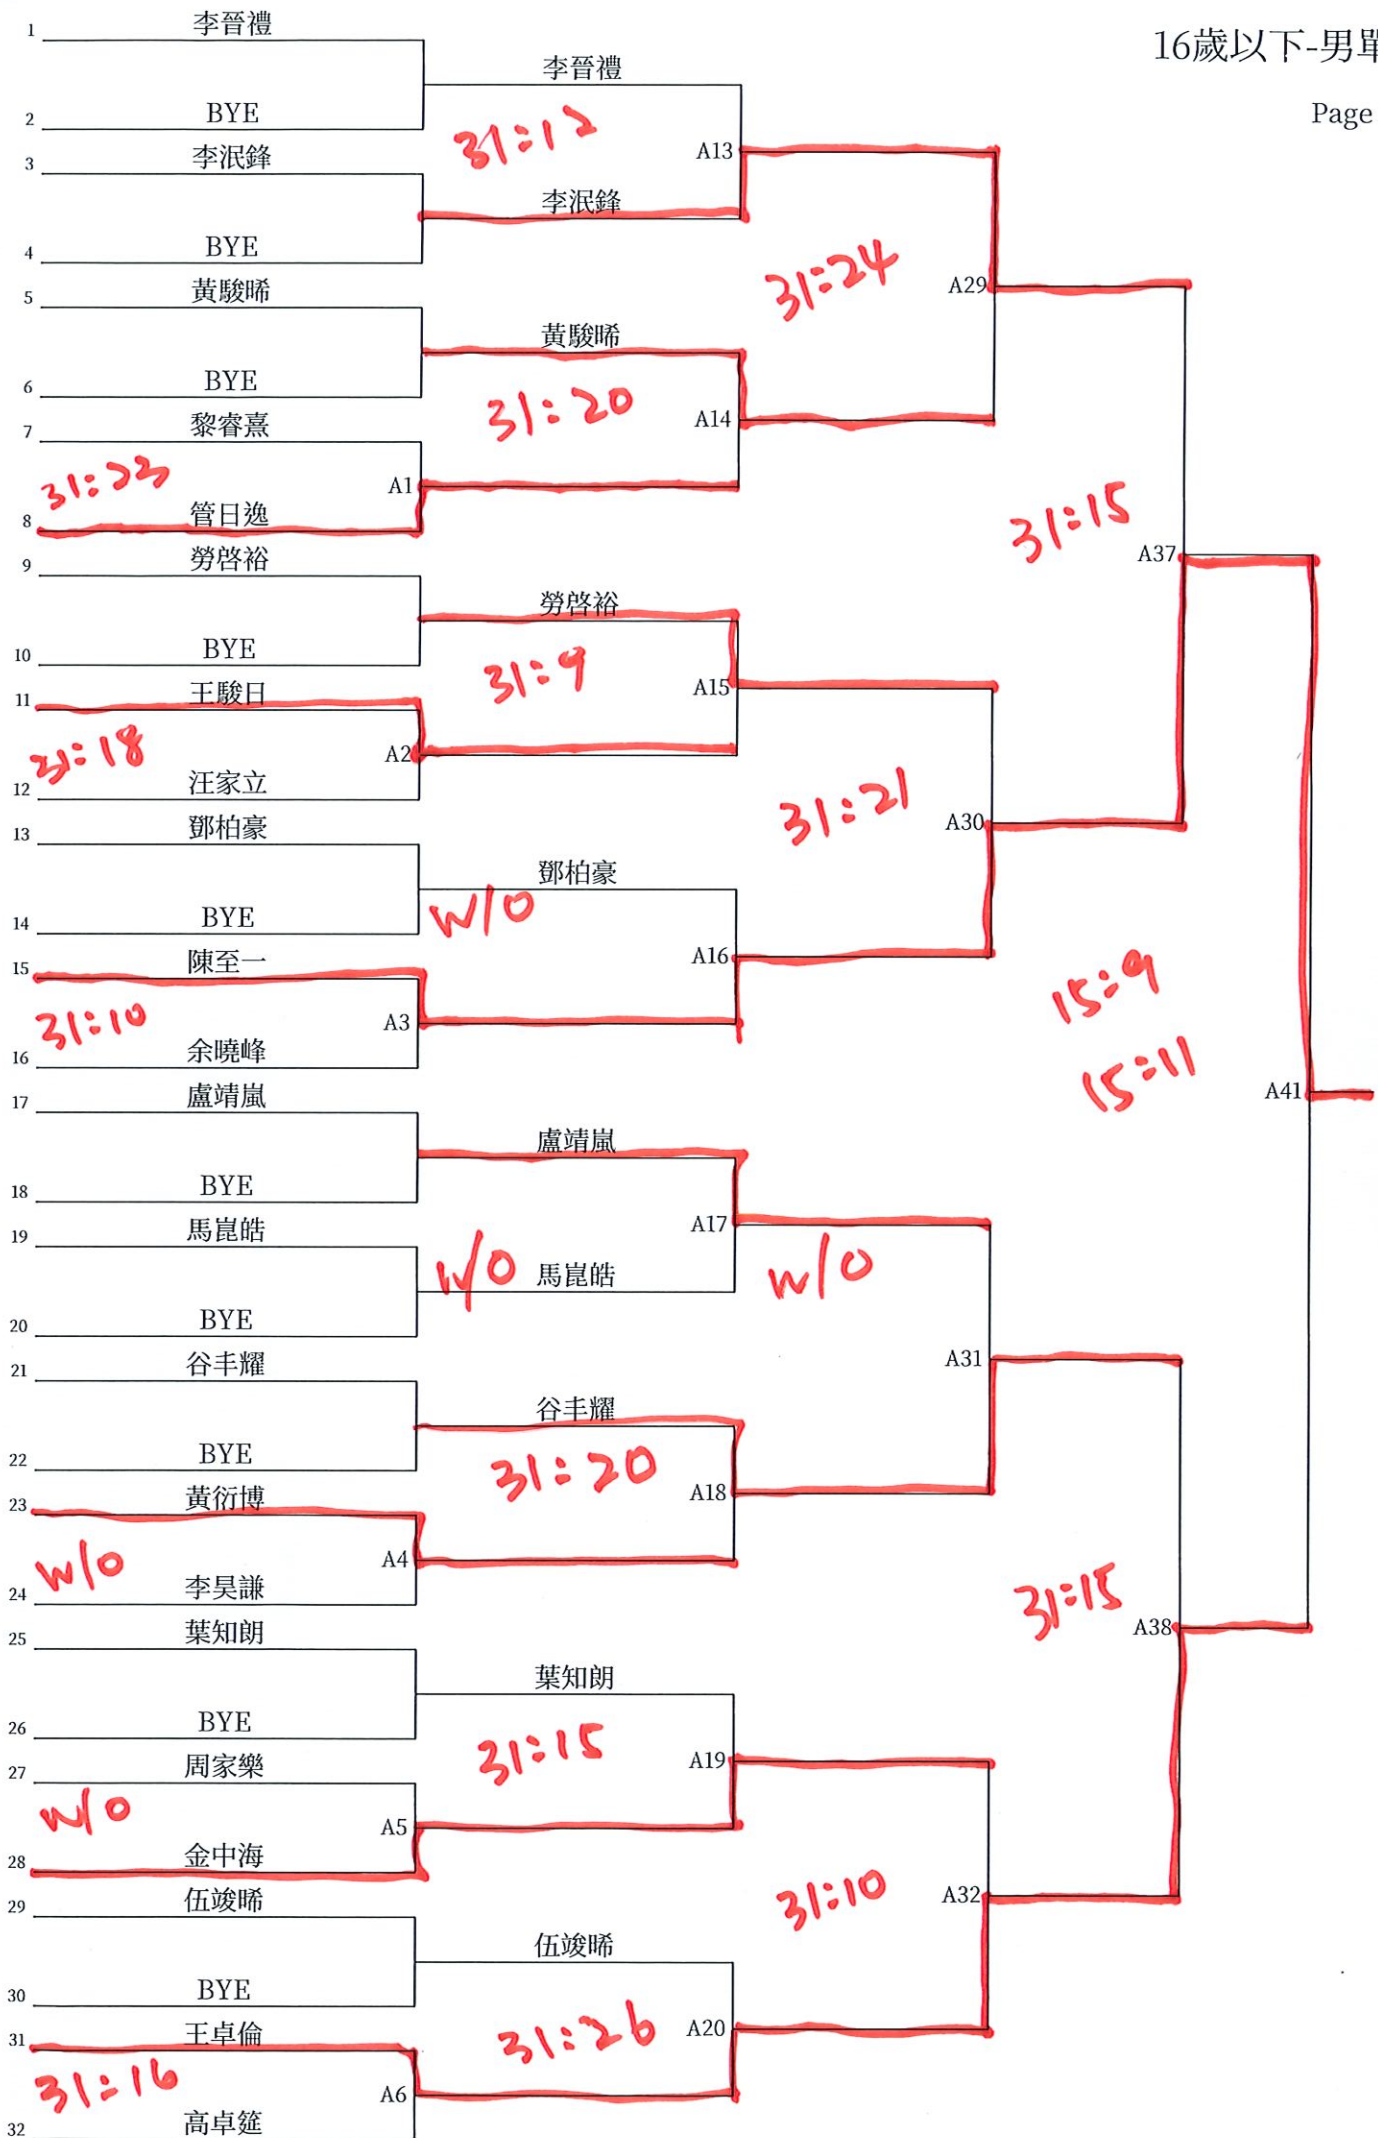 16歲以下-男單
Page
1 李晉禮
李晉禮
2 BYE
31:12
3 李泯鋒
A13
李泯鋒
4 BYE
31:24
A29
5 黃駿晞
黃駿晞
6 BYE
31:20
A14
7 黎睿熹
31:23
A1
8 管日逸
31:15
A37
9 勞啓裕
勞啓裕
10 BYE
31:9
A15
11 王駿日
31:18
A2
12 汪家立
31:21
A30
13 鄧柏豪
鄧柏豪
14 BYE
W/O
15 陳至一
A16
31:10
A3
16 余曉峰
15:9
15:11
A41
17 盧靖嵐
盧靖嵐
18 BYE
A17
19 馬崑皓
W/O
馬崑皓
W/O
20 BYE
A31
21 谷丰耀
谷丰耀
22 BYE
31:20
A18
23 黃衍博
W/O
A4
24 李昊謙
31:15
A38
25 葉知朗
葉知朗
26 BYE
31:15
A19
27 周家樂
W/O
A5
28 金中海
31:10
A32
29 伍竣晞
伍竣晞
30 BYE
31:26
A20
31 王卓倫
31:16
A6
32 高卓筵